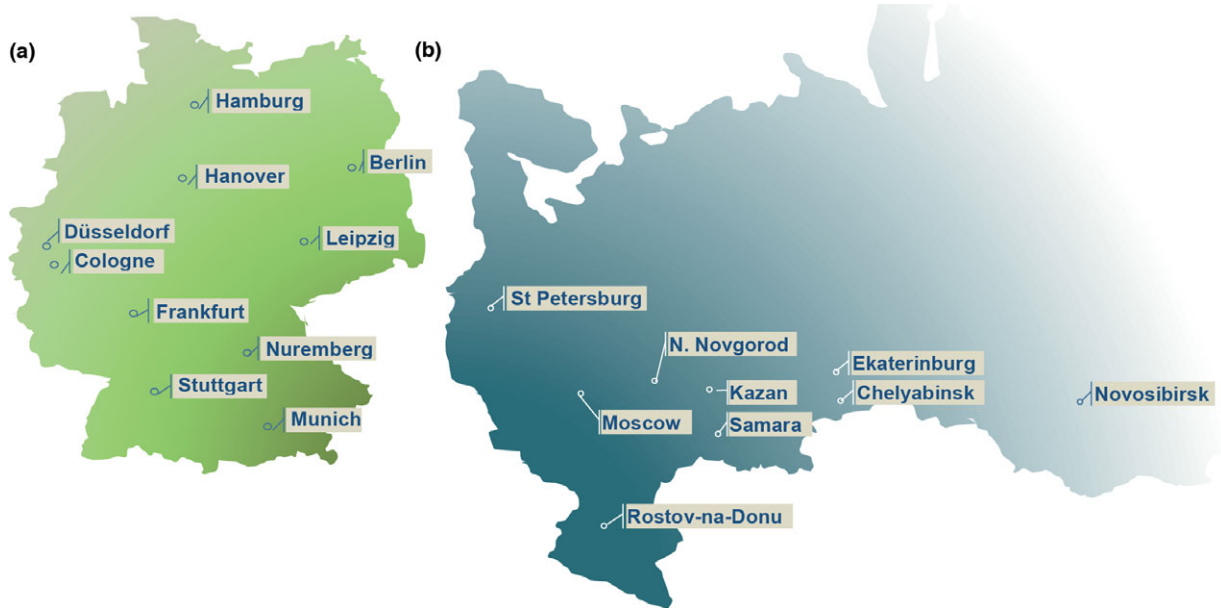 (a)
Hamburg
Berlin
Hanover
Düsseldorf
Leipzig
Cologne
Frankfurt
Nuremberg
Stuttgart
Munich
(b)
St Petersburg
N. Novgorod
Ekaterinburg
Kazan
Chelyabinsk
Novosibirsk
Moscow
Samara
Rostov-na-Donu